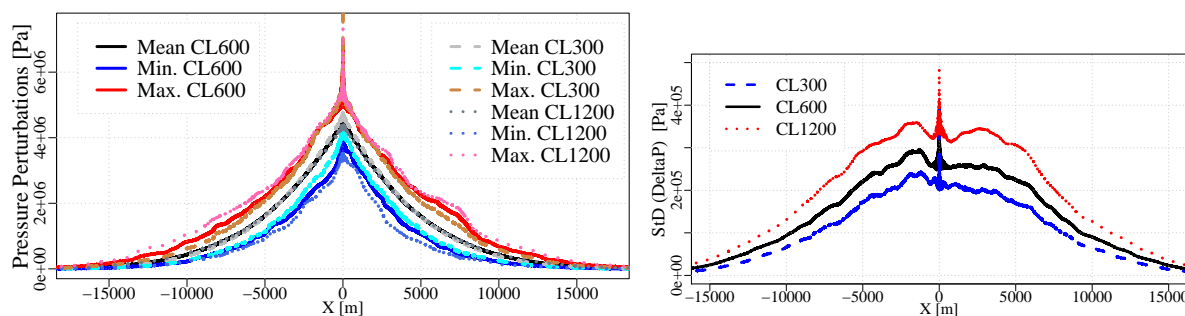 Pressure Perturbations [Pa]
0e+00 2e+06 4e+06 6e+06
Mean CL600
Min. CL600
Max. CL600
Mean CL300
Min. CL300
Max. CL300
Mean CL1200
Min. CL1200
Max. CL1200
−15000 −10000 −5000 0 5000 10000 15000
X [m]
StD (DeltaP) [Pa]
0e+00 2e+05 4e+05
CL300
CL600
CL1200
−15000 −10000 −5000 0 5000 10000 15000
X [m]